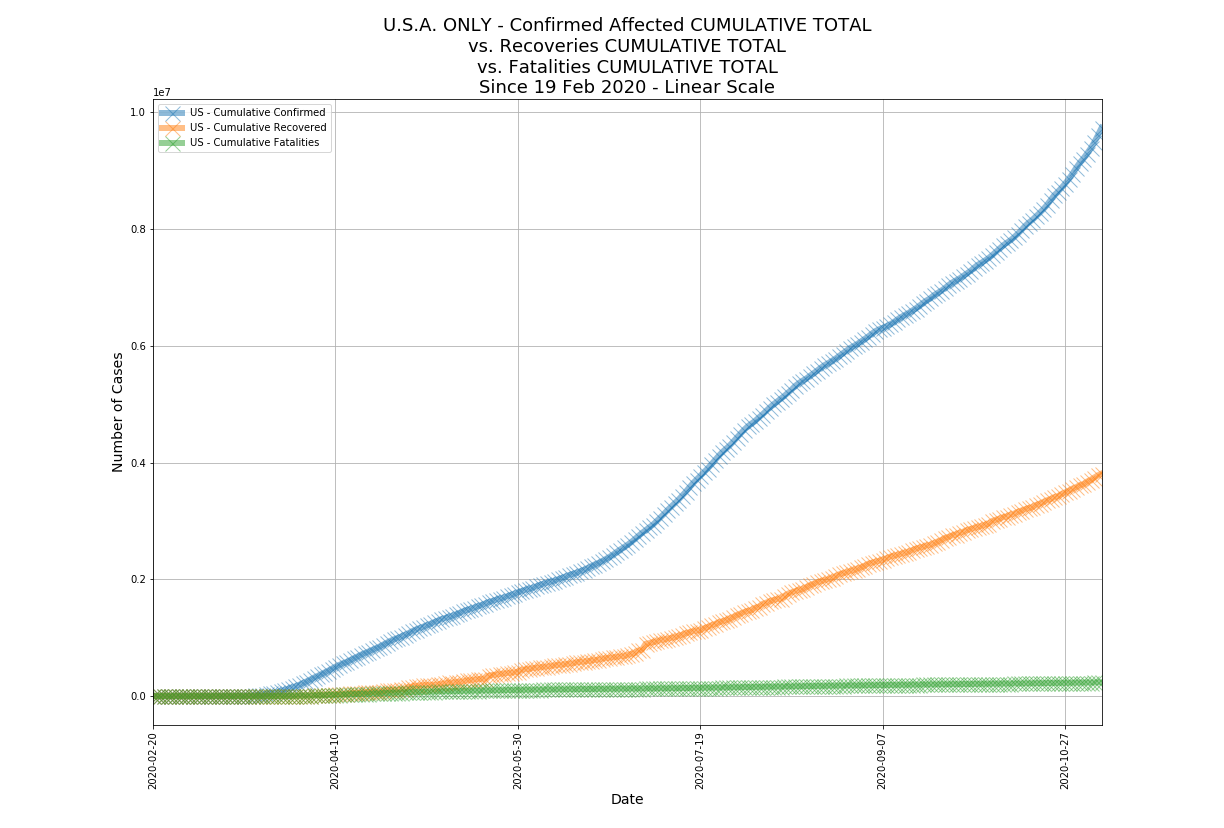 U.S.A. ONLY - Confirmed Affected CUMULATIVE TOTAL
vs. Recoveries CUMULATIVE TOTAL
vs. Fatalities CUMULATIVE TOTAL
Since 19 Feb 2020 - Linear Scale
1e7
US - Cumulative Confirmed
US - Cumulative Recovered
US - Cumulative Fatalities
1.0
0.8
0.6
0.4
0.2
0.0
Number of Cases
2020-02-20
2020-04-10
2020-05-30
2020-07-19
2020-09-07
2020-10-27
Date